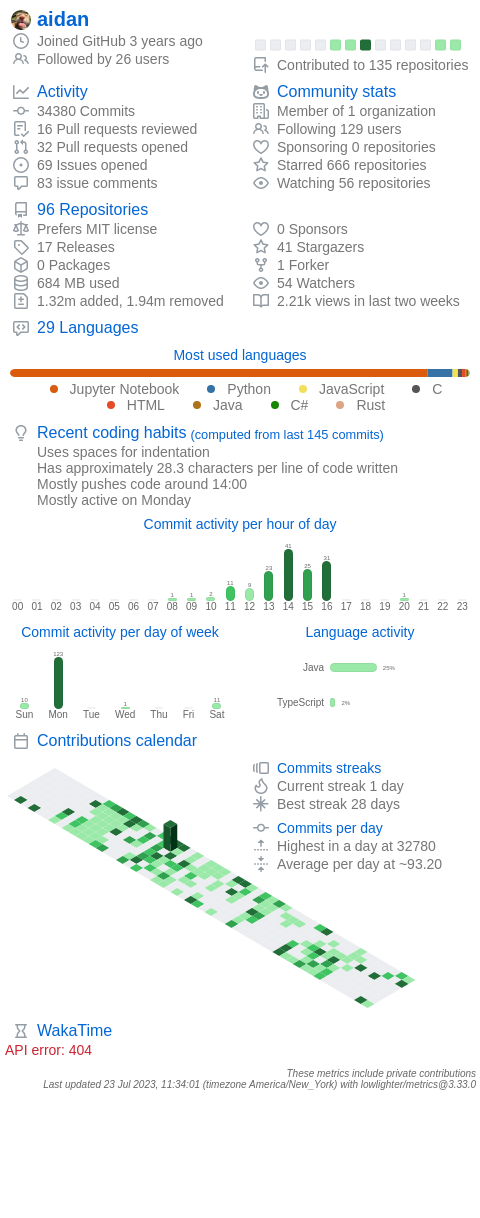 aidan
Joined GitHub 3 years ago
Followed by 26 users
Contributed to 135 repositories
Activity
34380 Commits
16 Pull requests reviewed
32 Pull requests opened
69 Issues opened
83 issue comments
Community stats
Member of 1 organization
Following 129 users
Sponsoring 0 repositories
Starred 666 repositories
Watching 56 repositories
96 Repositories
Prefers MIT license
17 Releases
0 Packages
684 MB used
1.32m added, 1.94m removed
0 Sponsors
41 Stargazers
1 Forker
54 Watchers
2.21k views in last two weeks
29 Languages
Most used languages
Jupyter Notebook Python JavaScript C
HTML Java C# Rust
Recent coding habits (computed from last 145 commits)
Uses spaces for indentation
Has approximately 28.3 characters per line of code written
Mostly pushes code around 14:00
Mostly active on Monday
Commit activity per hour of day
1 1 2 11 9 23 41 25 31 1
00 01 02 03 04 05 06 07 08 09 10 11 12 13 14 15 16 17 18 19 20 21 22 23
Commit activity per day of week
10 123 1 11
Sun Mon Tue Wed Thu Fri Sat
Language activity
Java 25%
TypeScript 2%
Contributions calendar
Commits streaks
Current streak 1 day
Best streak 28 days
Commits per day
Highest in a day at 32780
Average per day at ~93.20
WakaTime
API error: 404
These metrics include private contributions
Last updated 23 Jul 2023, 11:34:01 (timezone America/New_York) with lowlighter/metrics@3.33.0